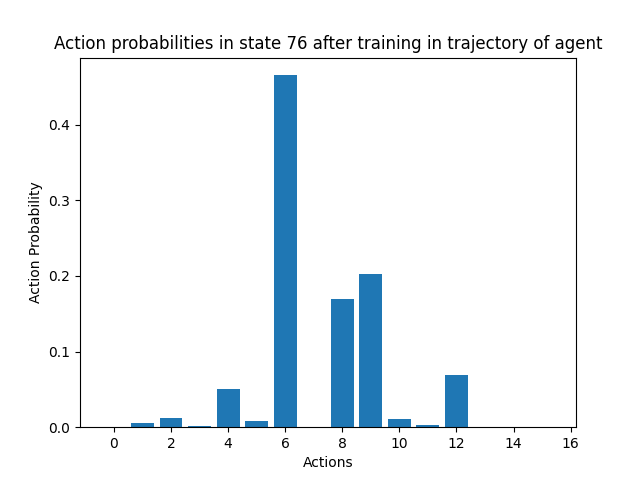 Action probabilities in state 76 after training in trajectory of agent
Action Probability
0.4
0.3
0.2
0.1
0.0
0 2 4 6 8 10 12 14 16
Actions